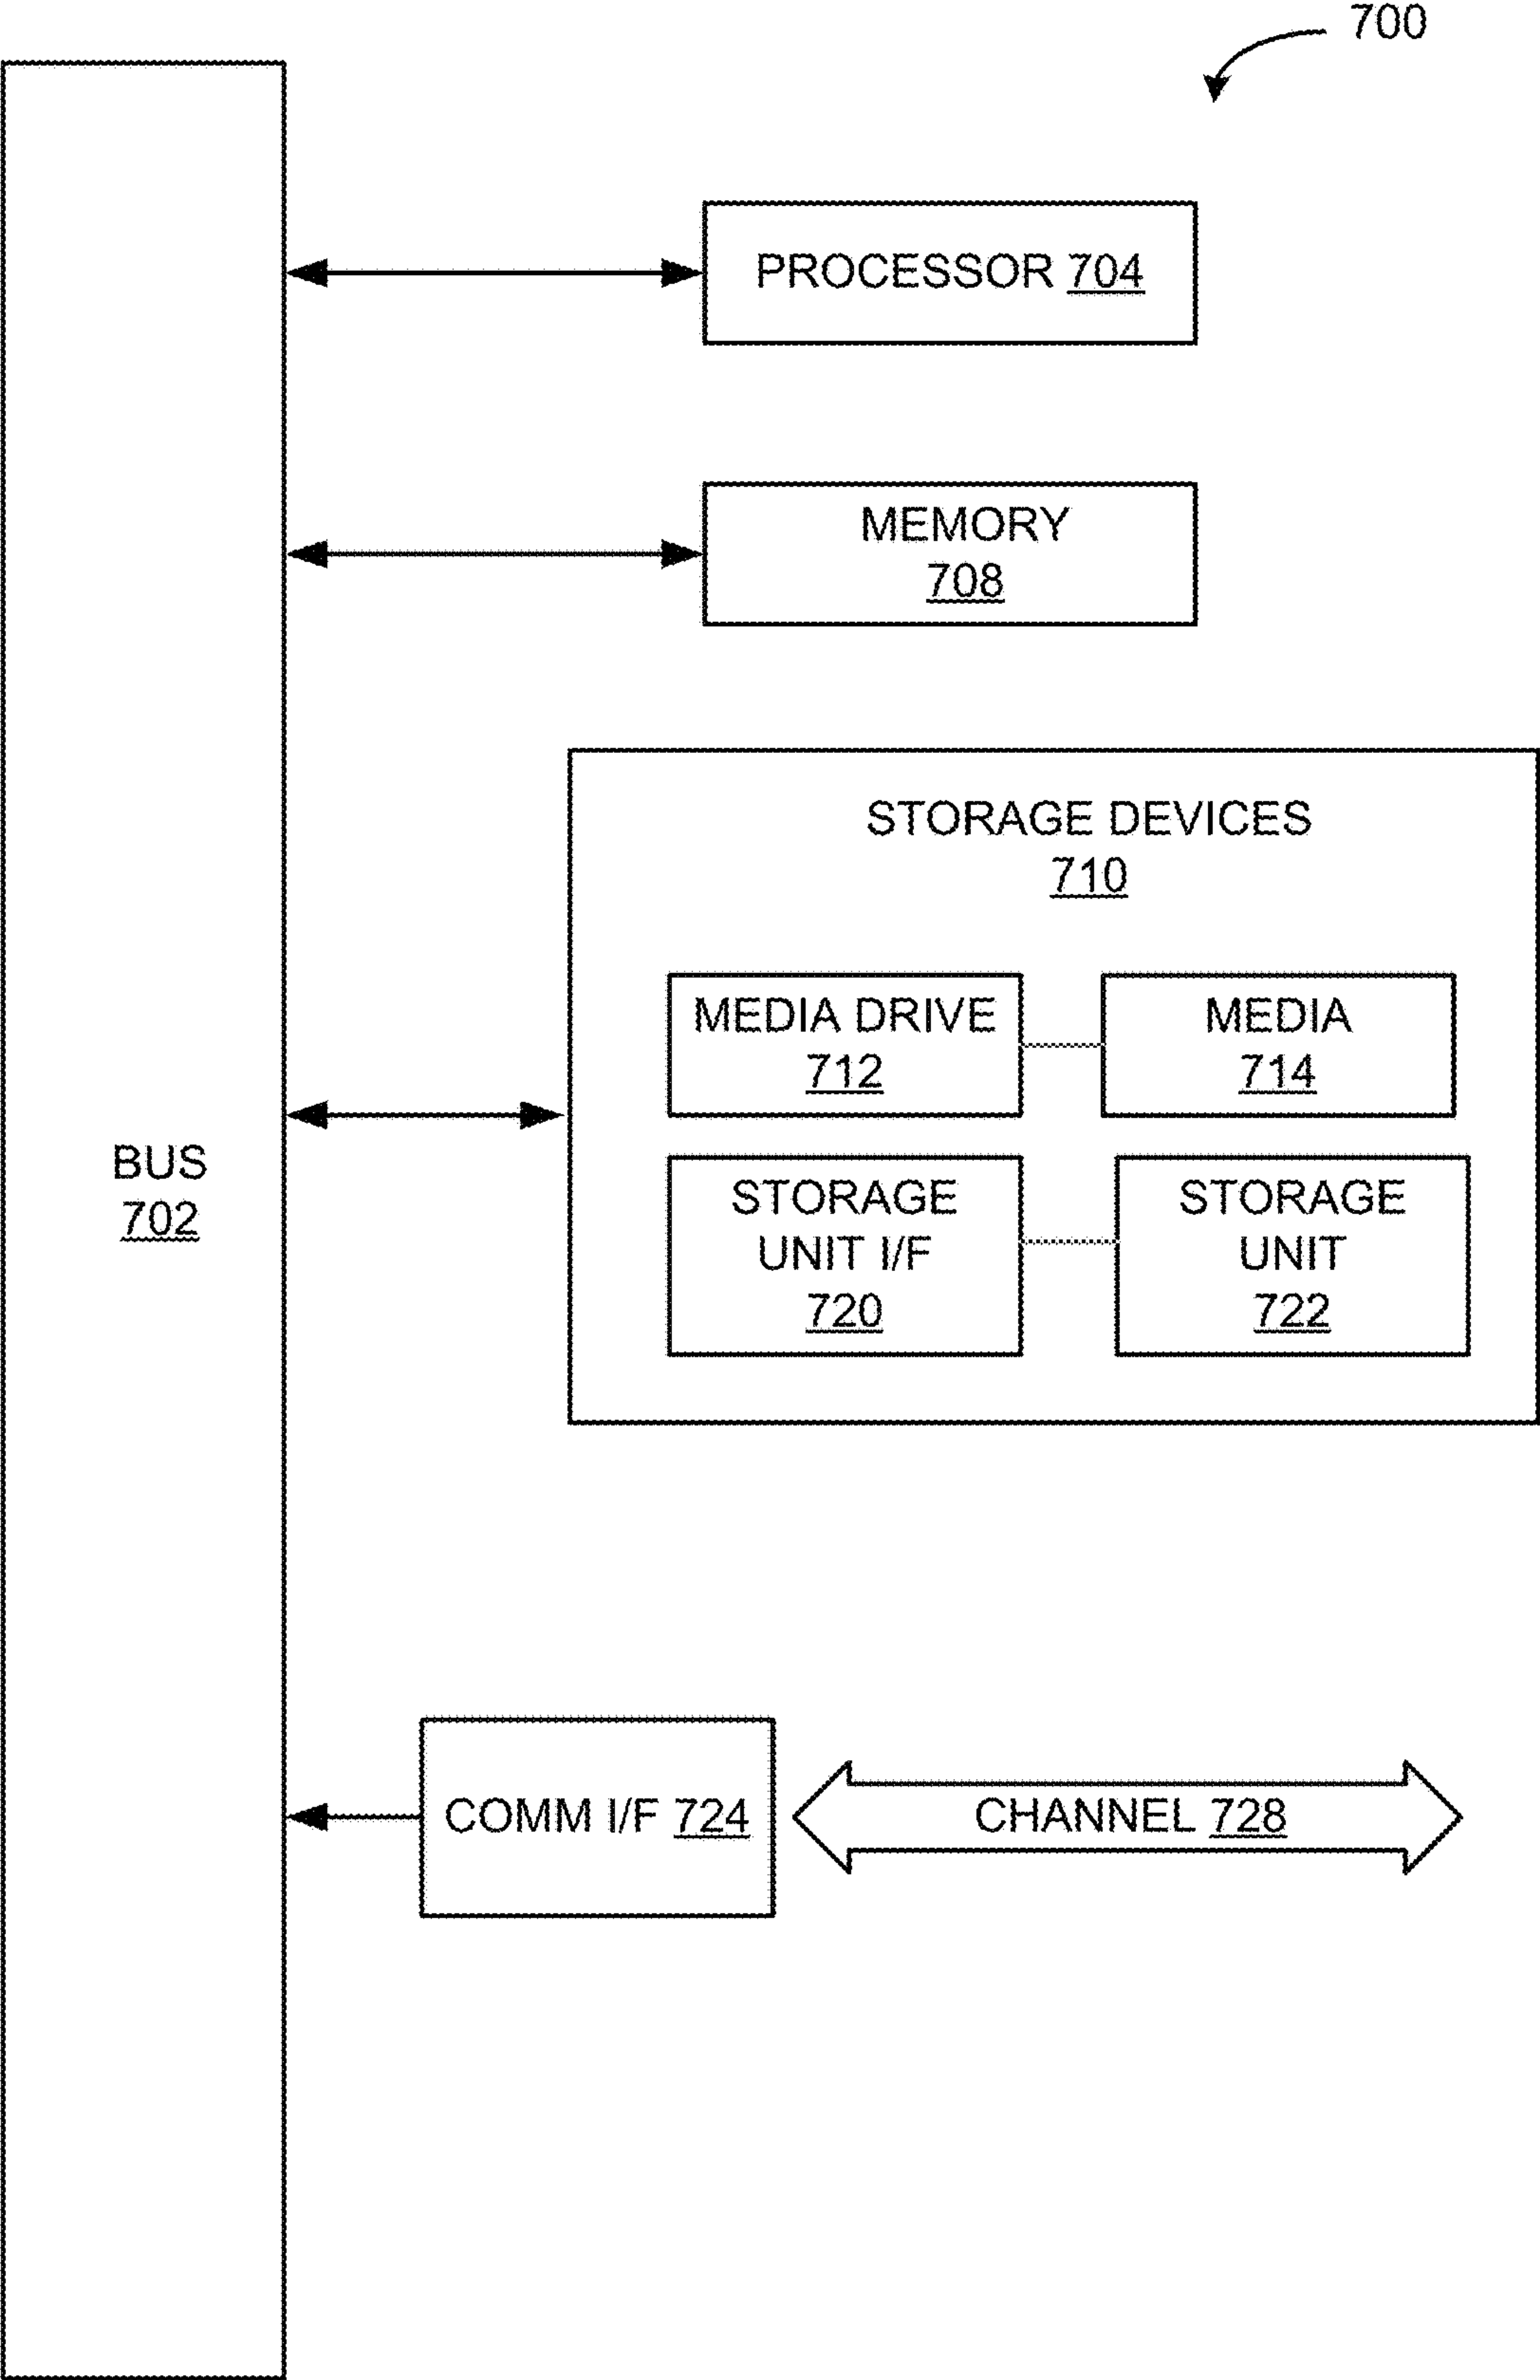 700
PROCESSOR 704
MEMORY
708
STORAGE DEVICES
710
MEDIA DRIVE
712
MEDIA
714
BUS
702
STORAGE
UNIT I/F
720
STORAGE
UNIT
722
COMM I/F 724
CHANNEL 728